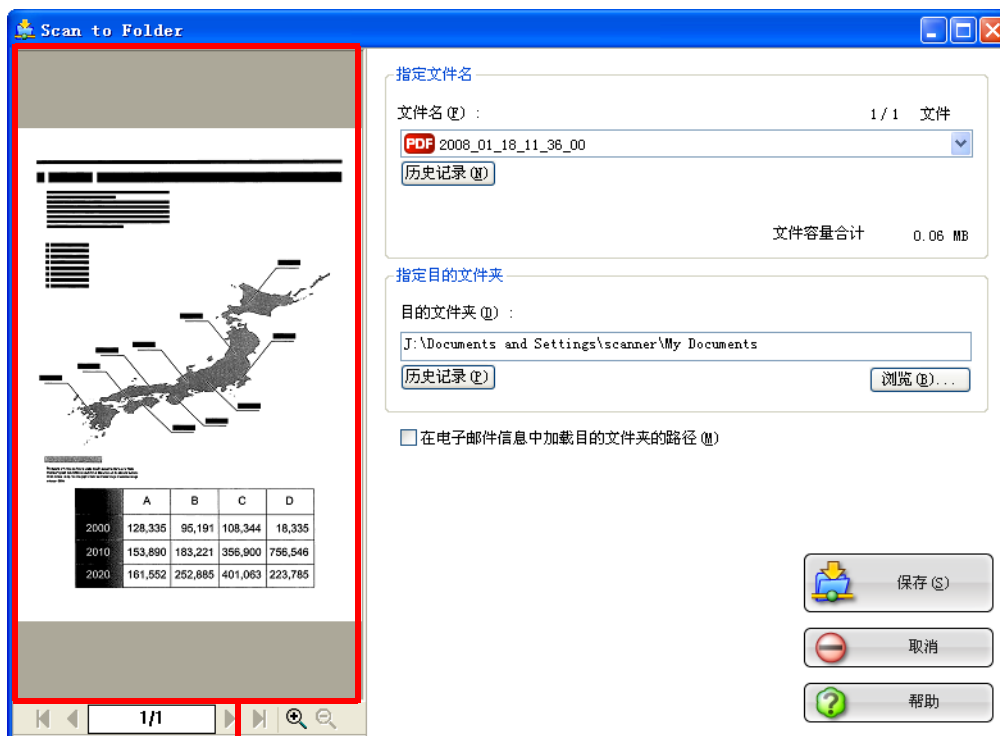 Scan to Folder
A B C D
2000 128,335 95,191 108,344 18,335
2010 153,890 183,221 356,900 756,546
2020 161,552 252,885 401,063 223,785
1/1
指定文件名
文件名(F) :
1/1 文件
PDF 2008_01_18_11_36_00
历史记录(N)
文件容量合计 0.06 MB
指定目的文件夹
目的文件夹(D) :
J:\Documents and Settings\scanner\My Documents
历史记录(P)
浏览(B)...
在电子邮件信息中加载目的文件夹的路径(M)
保存(S)
取消
帮助